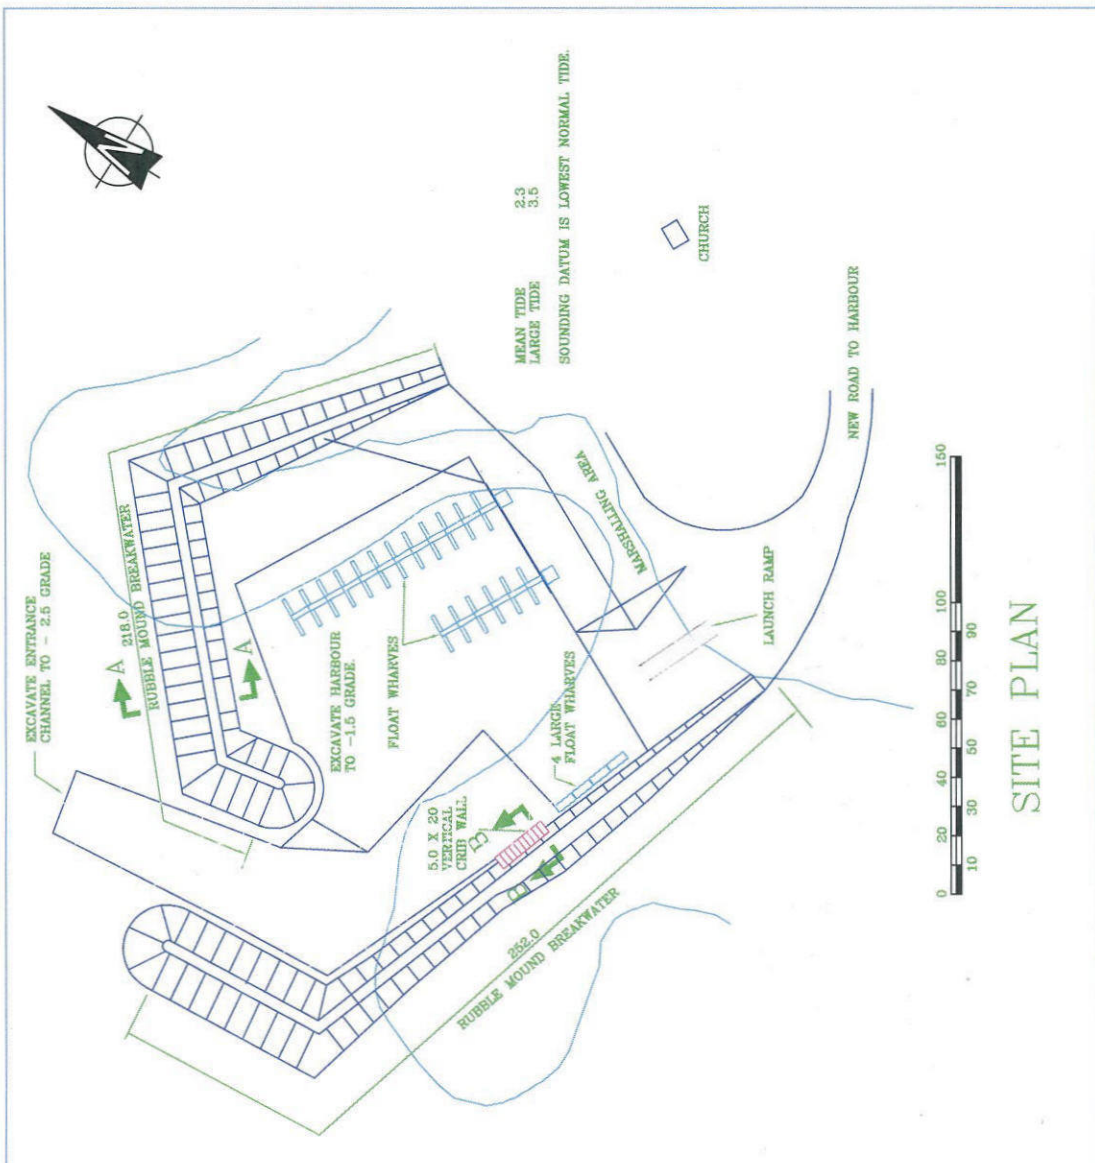 N
EXCAVATE ENTRANCE
CHANNEL TO - 2.5 GRADE
A
218.0
RUBBLE MOUND BREAKWATER
A
EXCAVATE HARBOUR
TO -1.5 GRADE.
FLOAT WHARVES
4 LARGE
FLOAT WHARVES
5.0 X 20
VERTICAL
CRIB WALL
B
B
252.0
RUBBLE MOUND BREAKWATER
MARSHALLING AREA
LAUNCH RAMP
NEW ROAD TO HARBOUR
CHURCH
MEAN TIDE 2.3
LARGE TIDE 3.5
SOUNDING DATUM IS LOWEST NORMAL TIDE.
0 10 20 30 40 50 60 70 80 90 100 150
SITE PLAN